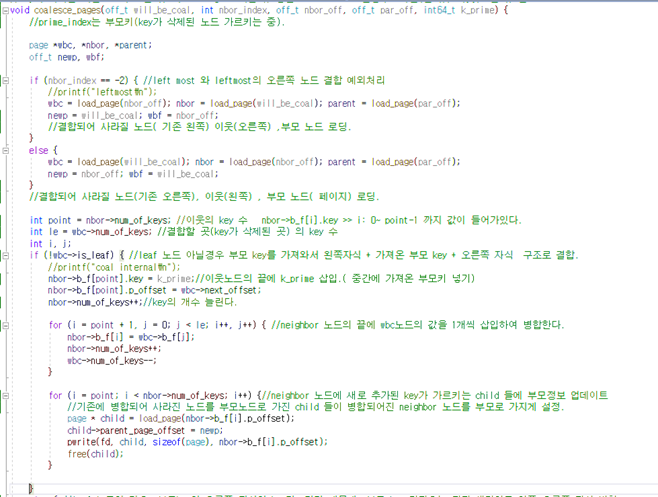 void coalesce_pages(off_t will_be_coal, int nbor_index, off_t nbor_off, off_t par_off, int64_t k_prime) {
//prime_index는 부모키(key가 삭제된 노드 가르키는 중).
page *wbc, *nbor, *parent;
off_t newp, wbf;
if (nbor_index == -2) { //left most 와 leftmost의 오른쪽 노드 결합 예외처리
//printf("leftmost\n");
wbc = load_page(nbor_off); nbor = load_page(will_be_coal); parent = load_page(par_off);
newp = will_be_coal; wbf = nbor_off;
//결합되어 사라질 노드( 기존 왼쪽) 이웃(오른쪽) ,부모 노드 로딩.
}
else {
wbc = load_page(will_be_coal); nbor = load_page(nbor_off); parent = load_page(par_off);
newp = nbor_off; wbf = will_be_coal;
}
//결합되어 사라질 노드(기존 오른쪽), 이웃(왼쪽) , 부모 노드( 페이지) 로딩.
int point = nbor->num_of_keys; //이웃의 key 수   nbor->b_f[i].key >> i: 0- point-1 까지 값이 들어가있다.
int le = wbc->num_of_keys; // 결합할 곳(key가 삭제된 곳) 의 key 수
int i, j;
if (!wbc->is_leaf) { //leaf 노드 아닐경우 부모 key를 가져와서 왼쪽자식 + 가져온 부모 key + 오른쪽 자식  구조로 결합.
//printf("coal internal\n");
nbor->b_f[point].key = k_prime;//이웃노드의 끝에 k_prime 삽입.( 중간에 가져온 부모키 넣기)
nbor->b_f[point].p_offset = wbc->next_offset;
nbor->num_of_keys++;//key의 개수 늘린다.
for (i = point + 1, j = 0; j < le; i++, j++) { //neighbor 노드의 끝에 wbc노드의 값을 1개씩 삽입하여 병합한다.
nbor->b_f[i] = wbc->b_f[j];
nbor->num_of_keys++;
wbc->num_of_keys--;
}
for (i = point; i < nbor->num_of_keys; i++) {//neighbor 노드에 새로 추가된 key가 가르키는 child 들에 부모정보 업데이트
//기존에 병합되어 사라진 노드를 부모노드로 가진 child 들이 병합되어진 neighbor 노드를 부모로 가지게 설정.
page * child = load_page(nbor->b_f[i].p_offset);
child->parent_page_offset = newp;
pwrite(fd, child, sizeof(page), nbor->b_f[i].p_offset);
free(child);
}
}